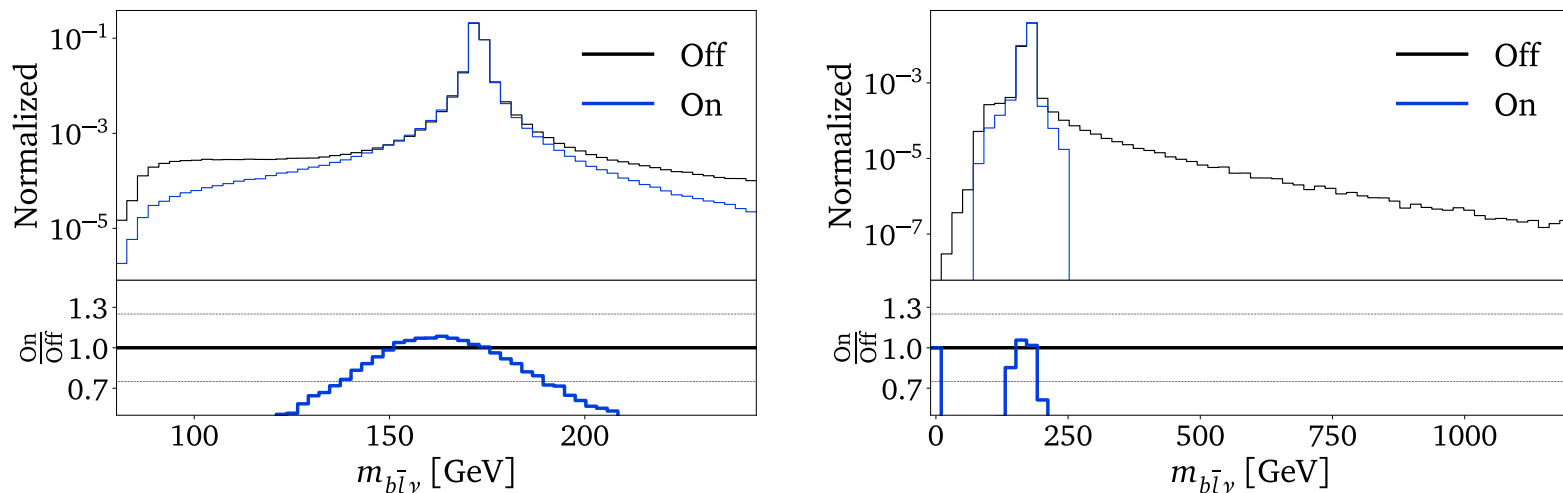 Normalized
10⁻¹
10⁻³
10⁻⁵
Off
On
On
Off
1.3
1.0
0.7
100
150
200
m_{b\bar{l}ν} [GeV]
Normalized
10⁻³
10⁻⁵
10⁻⁷
Off
On
On
Off
1.3
1.0
0.7
0
250
500
750
1000
m_{b\bar{l}ν} [GeV]